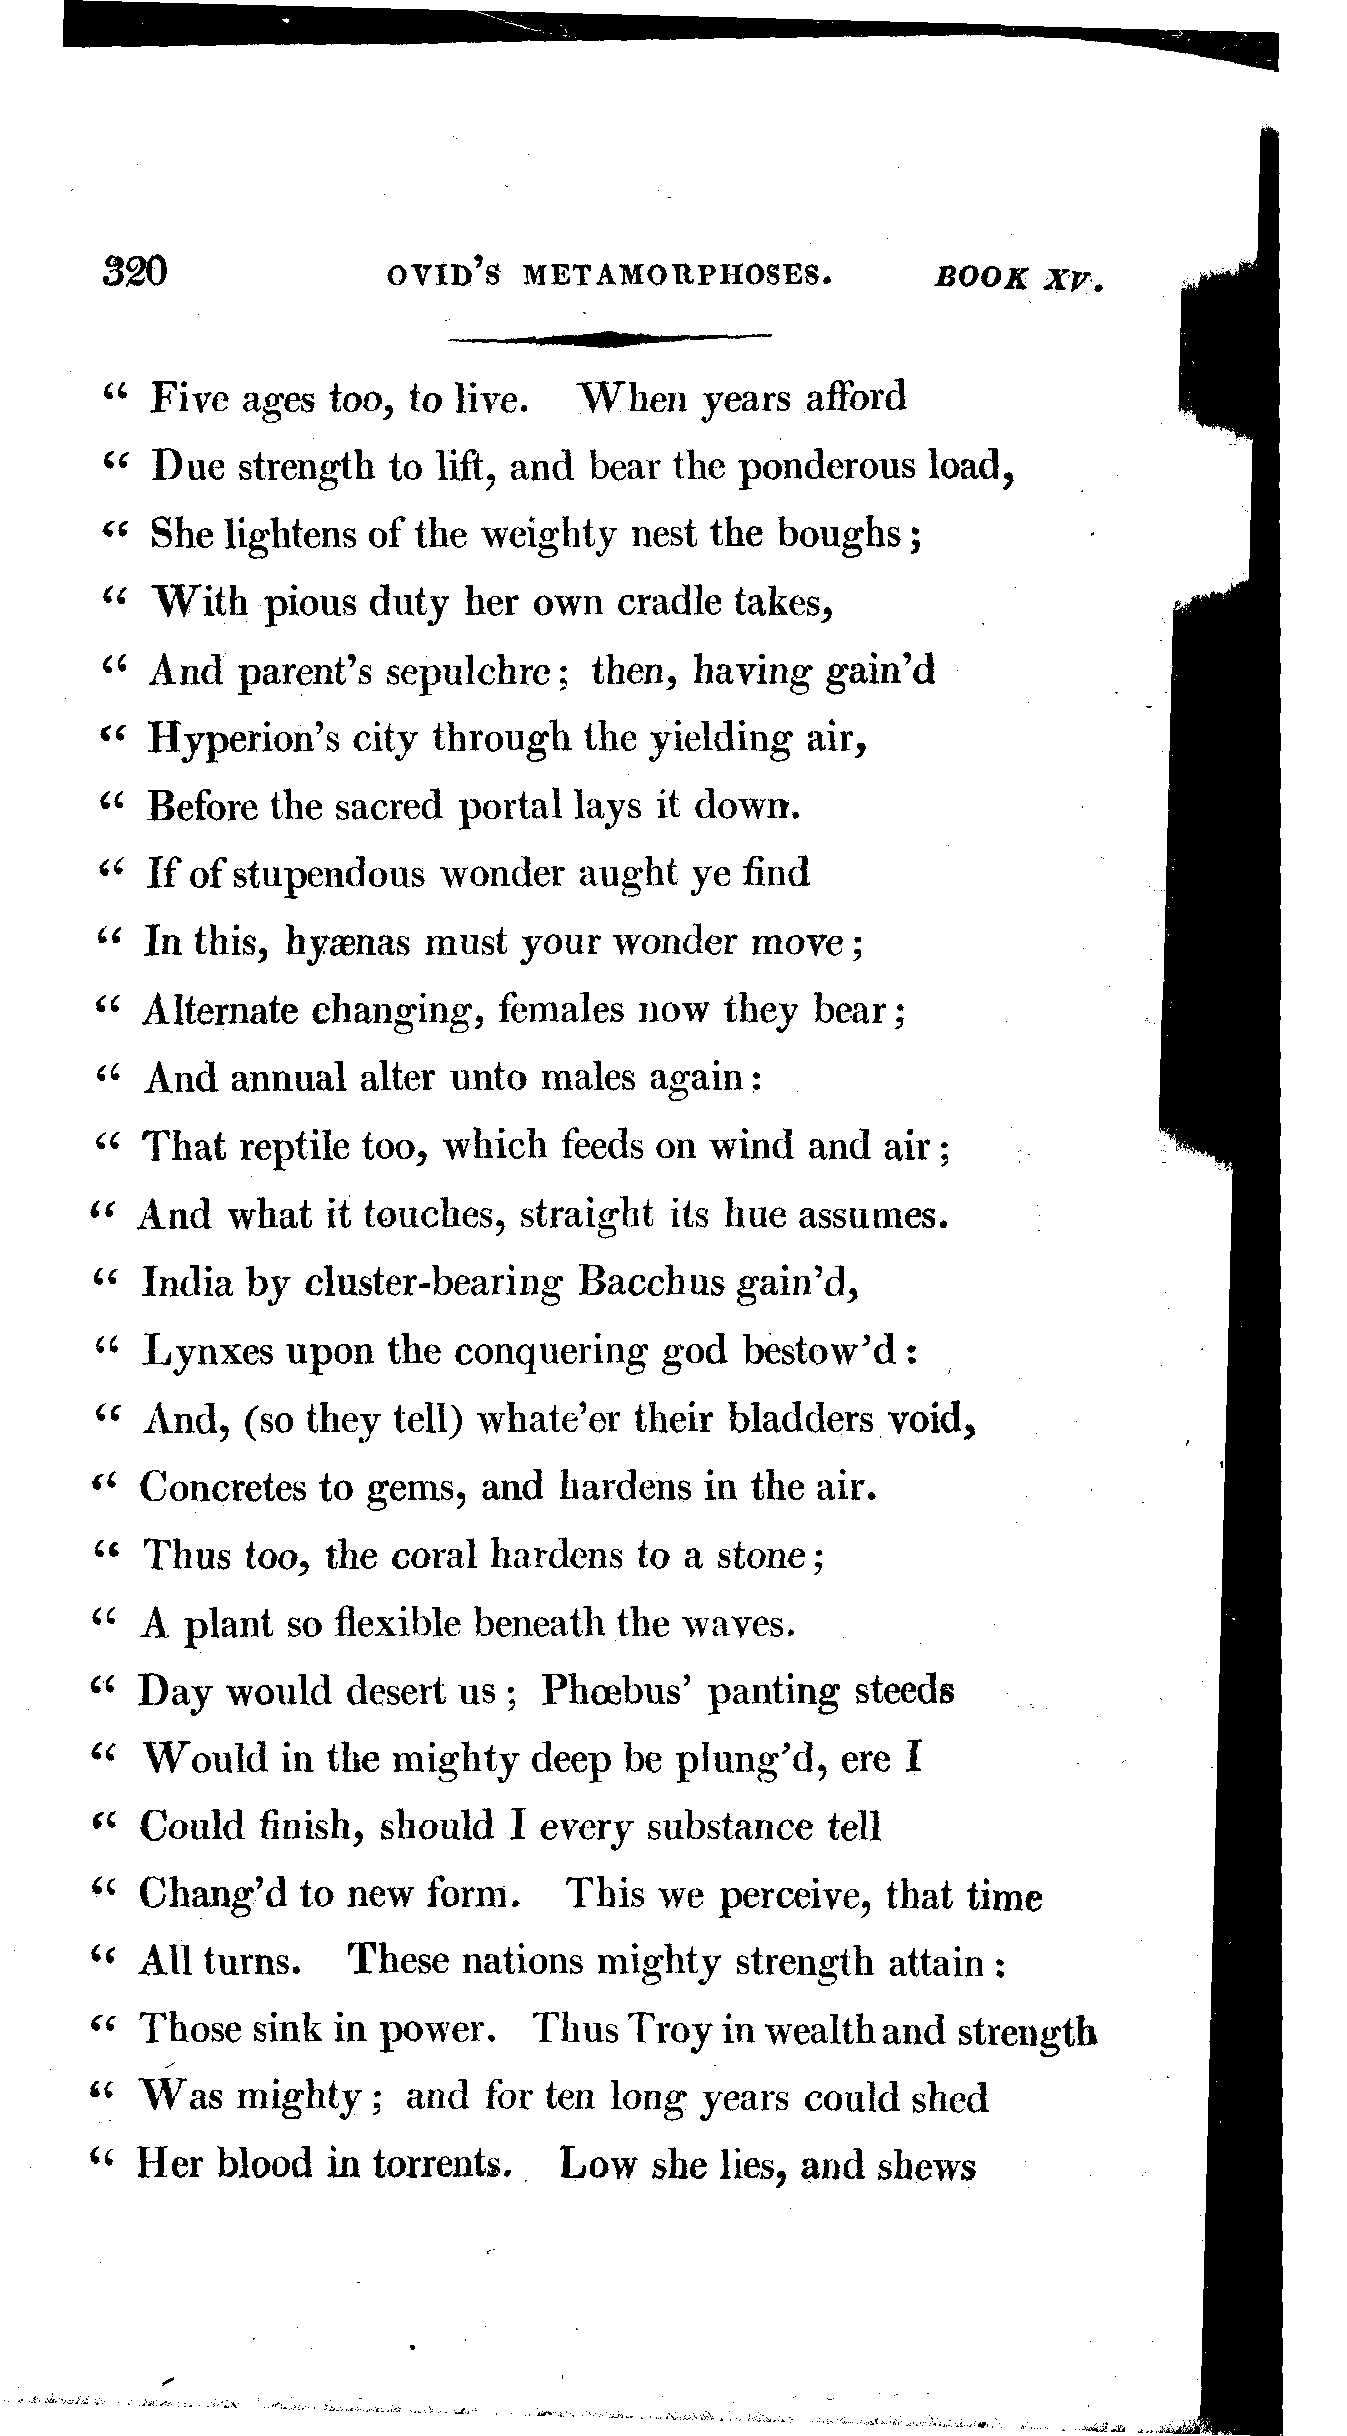 320 OVID'S METAMORPHOSES. BOOK XV.
“ Five ages too, to live. When years afford
“ Due strength to lift, and bear the ponderous load,
“ She lightens of the weighty nest the boughs;
“ With pious duty her own cradle takes,
“ And parent's sepulchre; then, having gain'd
“ Hyperion's city through the yielding air,
“ Before the sacred portal lays it down.
“ If of stupendous wonder aught ye find
“ In this, hyænas must your wonder move;
“ Alternate changing, females now they bear;
“ And annual alter unto males again:
“ That reptile too, which feeds on wind and air;
“ And what it touches, straight its hue assumes.
“ India by cluster-bearing Bacchus gain'd,
“ Lynxes upon the conquering god bestow'd:
“ And, (so they tell) whate'er their bladders void,
“ Concretes to gems, and hardens in the air.
“ Thus too, the coral hardens to a stone;
“ A plant so flexible beneath the waves.
“ Day would desert us; Phœbus' panting steeds
“ Would in the mighty deep be plung'd, ere I
“ Could finish, should I every substance tell
“ Chang'd to new form. This we perceive, that time
“ All turns. These nations mighty strength attain:
“ Those sink in power. Thus Troy in wealth and strength
“ Was mighty; and for ten long years could shed
“ Her blood in torrents. Low she lies, and shews